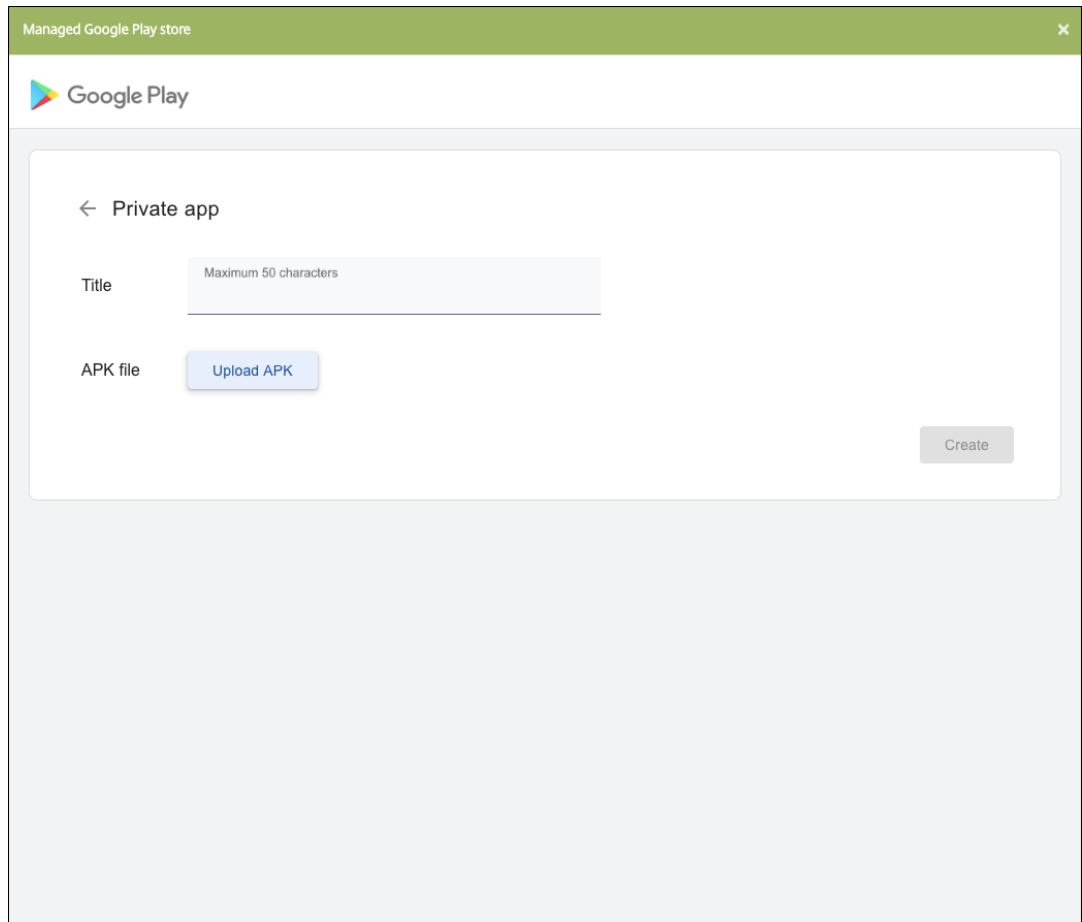 Managed Google Play store
Google Play
Private app
Title
Maximum 50 characters
APK file
Upload APK
Create